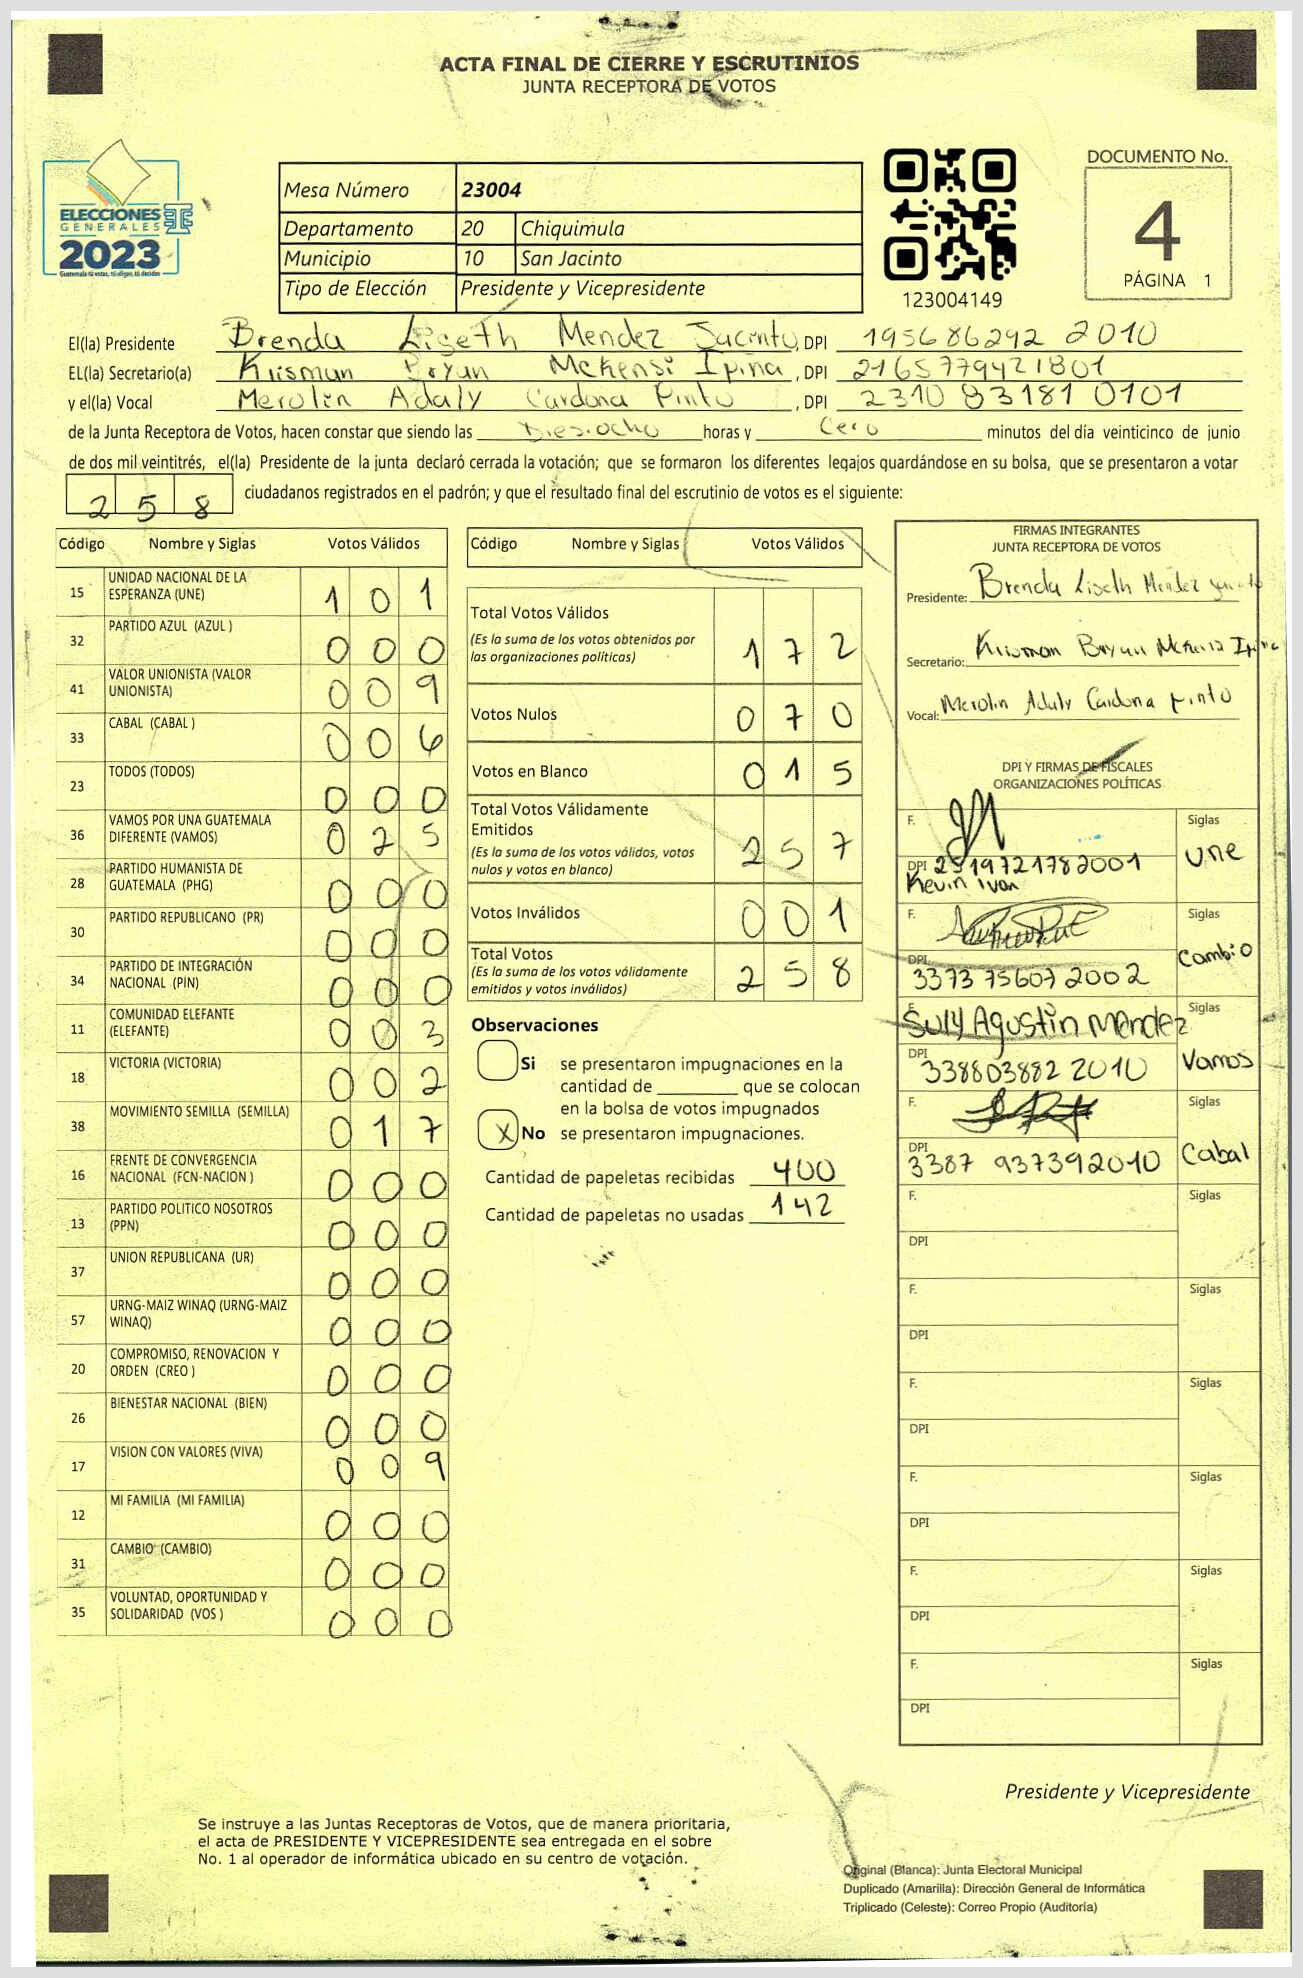 ACTA FINAL DE CIERRE Y ESCRUTINIOS
JUNTA RECEPTORA DE VOTOS
ELECCIONES
GENERALES
2023
Guatemala tú votas, tú eliges, tú decides
Mesa Número 23004
Departamento 20 Chiquimula
Municipio 10 San Jacinto
Tipo de Elección Presidente y Vicepresidente
123004149
DOCUMENTO No.
4
PÁGINA 1
El(la) Presidente Brenda Liseth Mendez Jacinto, DPI 195686292 2010
EL(la) Secretario(a) Krisman Bryan McKensi Ipiña, DPI 2165779421801
y el(la) Vocal Merolin Adaly Cardona Pinto, DPI 2310 83181 0101
de la Junta Receptora de Votos, hacen constar que siendo las Diesiocho horas y Cero minutos del día veinticinco de junio
de dos mil veintitrés, el(la) Presidente de la junta declaró cerrada la votación; que se formaron los diferentes legajos quardándose en su bolsa, que se presentaron a votar
258 ciudadanos registrados en el padrón; y que el resultado final del escrutinio de votos es el siguiente:
Código Nombre y Siglas Votos Válidos
15 UNIDAD NACIONAL DE LA ESPERANZA (UNE) 1 0 1
32 PARTIDO AZUL (AZUL ) 0 0 0
41 VALOR UNIONISTA (VALOR UNIONISTA) 0 0 9
33 CABAL (CABAL ) 0 0 6
23 TODOS (TODOS) 0 0 0
36 VAMOS POR UNA GUATEMALA DIFERENTE (VAMOS) 0 2 5
28 PARTIDO HUMANISTA DE GUATEMALA (PHG) 0 0 0
30 PARTIDO REPUBLICANO (PR) 0 0 0
34 PARTIDO DE INTEGRACIÓN NACIONAL (PIN) 0 0 0
11 COMUNIDAD ELEFANTE (ELEFANTE) 0 0 3
18 VICTORIA (VICTORIA) 0 0 2
38 MOVIMIENTO SEMILLA (SEMILLA) 0 1 7
16 FRENTE DE CONVERGENCIA NACIONAL (FCN-NACION ) 0 0 0
13 PARTIDO POLITICO NOSOTROS (PPN) 0 0 0
37 UNION REPUBLICANA (UR) 0 0 0
57 URNG-MAIZ WINAQ (URNG-MAIZ WINAQ) 0 0 0
20 COMPROMISO, RENOVACION Y ORDEN (CREO ) 0 0 0
26 BIENESTAR NACIONAL (BIEN) 0 0 0
17 VISION CON VALORES (VIVA) 0 0 9
12 MI FAMILIA (MI FAMILIA) 0 0 0
31 CAMBIO (CAMBIO) 0 0 0
35 VOLUNTAD, OPORTUNIDAD Y SOLIDARIDAD (VOS ) 0 0 0
Código Nombre y Siglas Votos Válidos
Total Votos Válidos 1 7 2
(Es la suma de los votos obtenidos por
las organizaciones políticas)
Votos Nulos 0 7 0
Votos en Blanco 0 1 5
Total Votos Válidamente
Emitidos 2 5 7
(Es la suma de los votos válidos, votos
nulos y votos en blanco)
Votos Inválidos 0 0 1
Total Votos 2 5 8
(Es la suma de los votos válidamente
emitidos y votos inválidos)
Observaciones
Si se presentaron impugnaciones en la
cantidad de ________ que se colocan
en la bolsa de votos impugnados
X No se presentaron impugnaciones.
Cantidad de papeletas recibidas 400
Cantidad de papeletas no usadas 142
FIRMAS INTEGRANTES
JUNTA RECEPTORA DE VOTOS
Presidente: Brenda Liseth Mendez
Secretario: Krisman Bryan McKensi Ipiña
Vocal: Merolin Adaly Cardona Pinto
DPI Y FIRMAS DE FISCALES
ORGANIZACIONES POLÍTICAS
F. Siglas
DPI 2519721782001 Une
Kevin Ivan
F. Siglas
DPI 3373 75607 2002 Cambio
F. Suly Agustin Mendez Siglas
DPI 338803882 2010 Vamos
F. Siglas
DPI 3387 937392010 Cabal
F. Siglas
DPI
F. Siglas
DPI
F. Siglas
DPI
F. Siglas
DPI
F. Siglas
DPI
F. Siglas
DPI
Presidente y Vicepresidente
Se instruye a las Juntas Receptoras de Votos, que de manera prioritaria,
el acta de PRESIDENTE Y VICEPRESIDENTE sea entregada en el sobre
No. 1 al operador de informática ubicado en su centro de votación.
Original (Blanca): Junta Electoral Municipal
Duplicado (Amarilla): Dirección General de Informática
Triplicado (Celeste): Correo Propio (Auditoría)